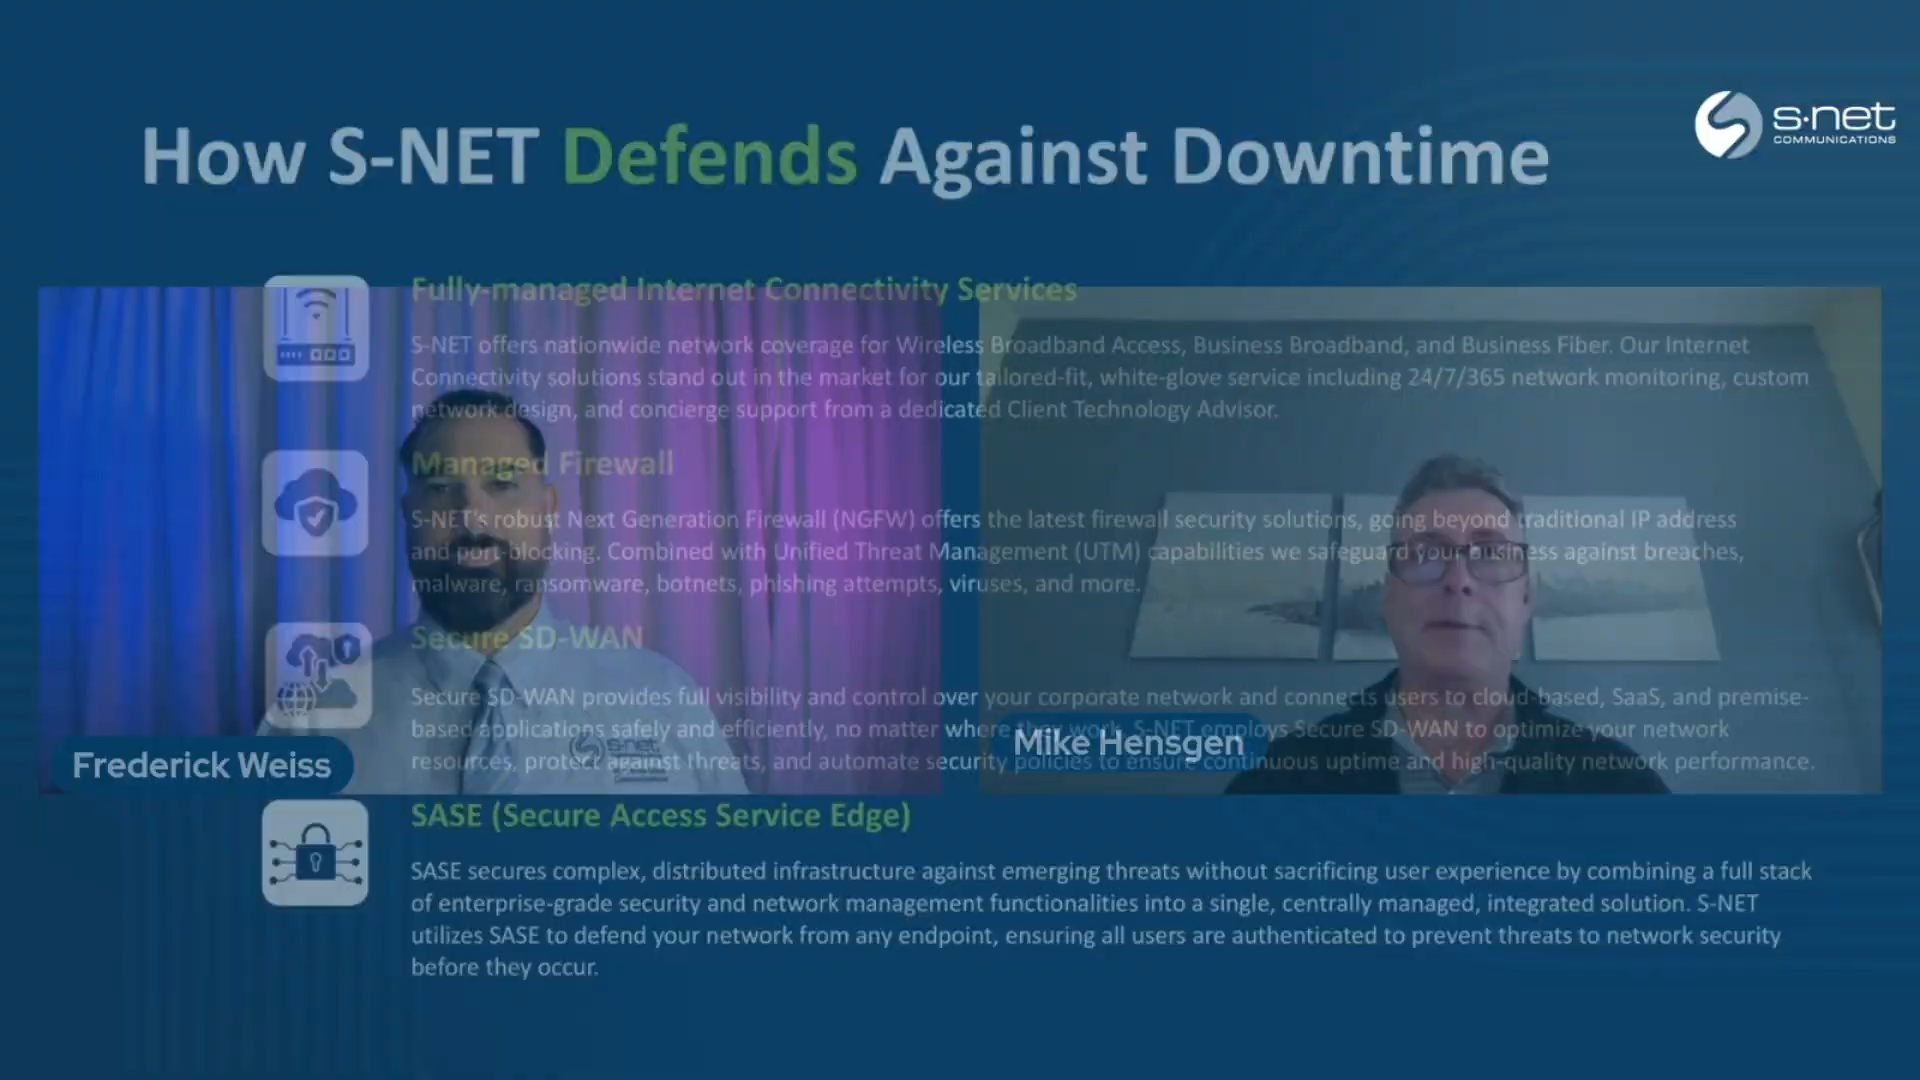 How S-NET Defends Against Downtime
s·net
COMMUNICATIONS
Fully-managed Internet Connectivity Services
S-NET offers nationwide network coverage for Wireless Broadband Access, Business Broadband, and Business Fiber. Our Internet
Connectivity solutions stand out in the market for our tailored-fit, white-glove service including 24/7/365 network monitoring, custom
network design, and concierge support from a dedicated Client Technology Advisor.
Managed Firewall
S-NET's robust Next Generation Firewall (NGFW) offers the latest firewall security solutions, going beyond traditional IP address
and port-blocking. Combined with Unified Threat Management (UTM) capabilities we safeguard your business against breaches,
malware, ransomware, botnets, phishing attempts, viruses, and more.
Secure SD-WAN
Secure SD-WAN provides full visibility and control over your corporate network and connects users to cloud-based, SaaS, and premise-
based applications safely and efficiently, no matter where they work. S-NET employs Secure SD-WAN to optimize your network
resources, protect against threats, and automate security policies to ensure continuous uptime and high-quality network performance.
s·net
Frederick Weiss
Mike Hensgen
SASE (Secure Access Service Edge)
SASE secures complex, distributed infrastructure against emerging threats without sacrificing user experience by combining a full stack
of enterprise-grade security and network management functionalities into a single, centrally managed, integrated solution. S-NET
utilizes SASE to defend your network from any endpoint, ensuring all users are authenticated to prevent threats to network security
before they occur.